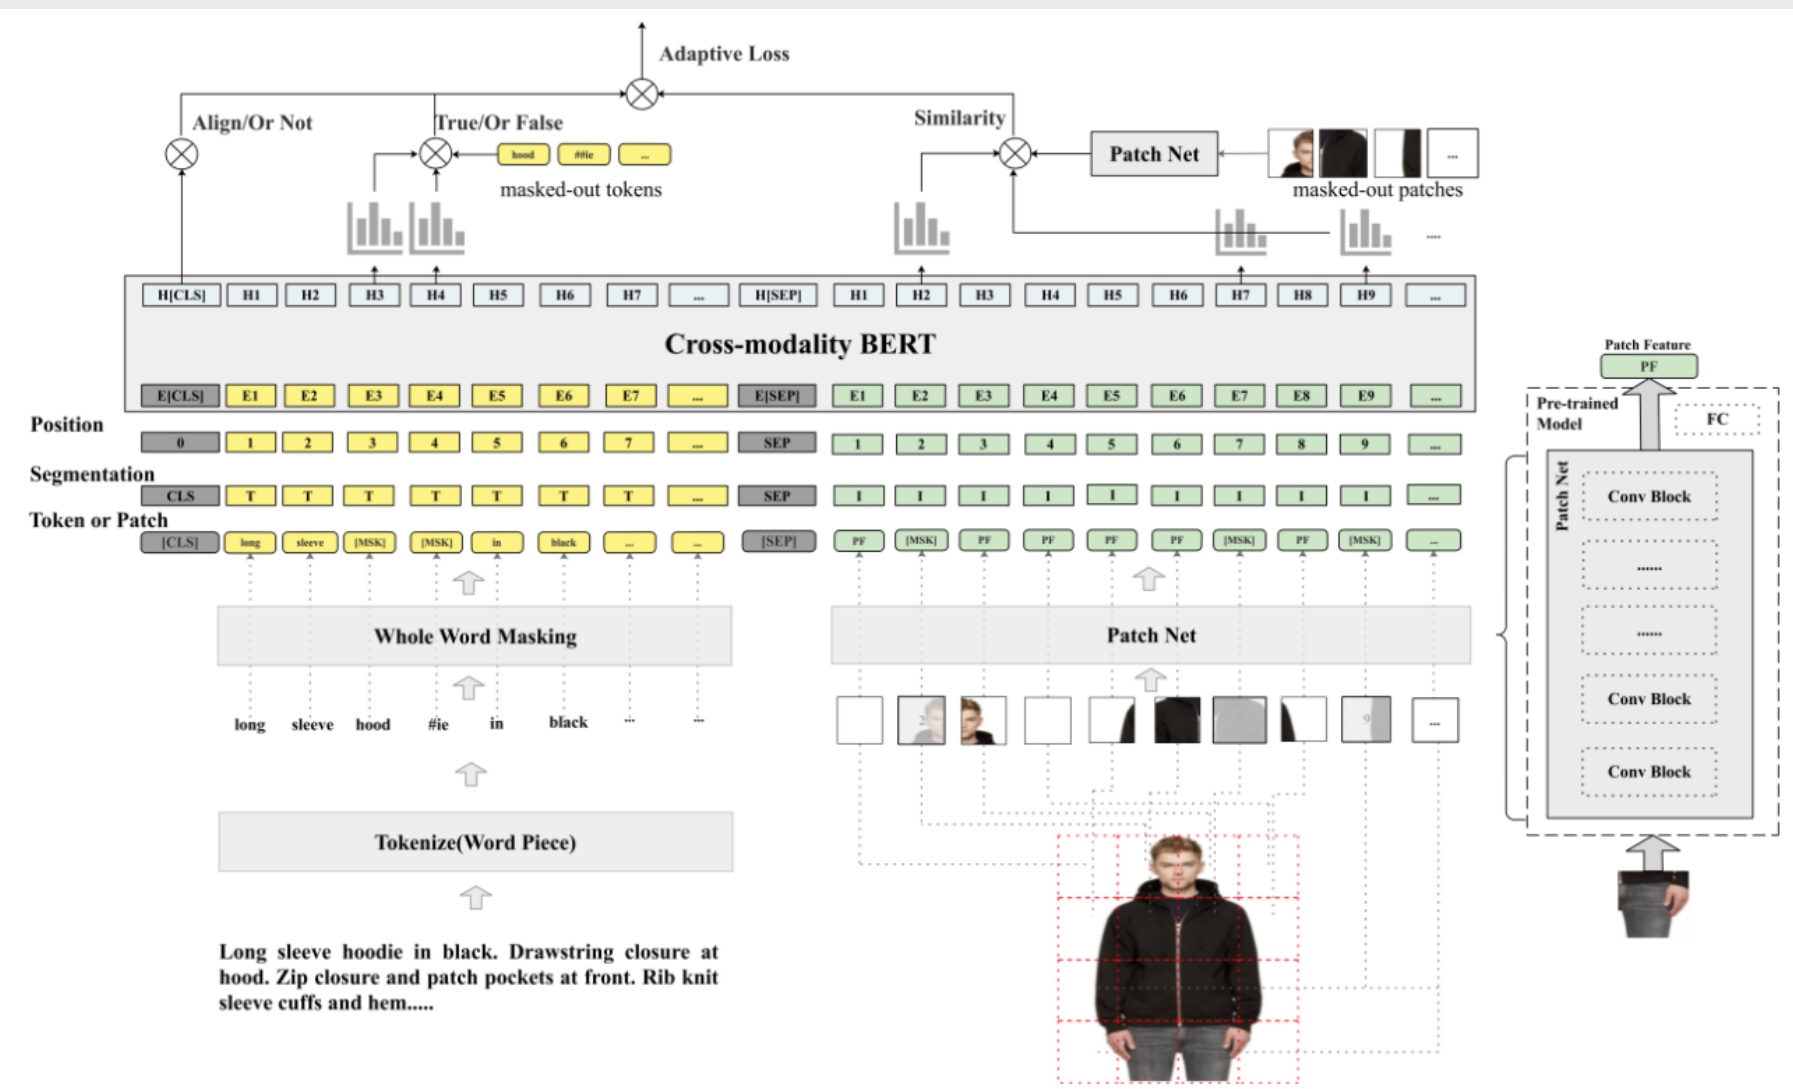 Adaptive Loss
Align/Or Not
True/Or False
Similarity
hood ##ie ...
masked-out tokens
Patch Net
...
masked-out patches
....
H[CLS] H1 H2 H3 H4 H5 H6 H7 ... H[SEP] H1 H2 H3 H4 H5 H6 H7 H8 H9 ...
Cross-modality BERT
E[CLS] E1 E2 E3 E4 E5 E6 E7 ... E[SEP] E1 E2 E3 E4 E5 E6 E7 E8 E9 ...
Position
0 1 2 3 4 5 6 7 ... SEP 1 2 3 4 5 6 7 8 9 ...
Segmentation
CLS T T T T T T T ... SEP I I I I I I I I I ...
Token or Patch
[CLS] long sleeve [MSK] [MSK] in black ... ... [SEP] PF [MSK] PF PF PF PF [MSK] PF [MSK] ...
Whole Word Masking
Patch Net
long sleeve hood #ie in black ... ...
2 9 ...
Tokenize(Word Piece)
Long sleeve hoodie in black. Drawstring closure at
hood. Zip closure and patch pockets at front. Rib knit
sleeve cuffs and hem.....
Patch Feature
PF
Pre-trained
Model
FC
Patch Net
Conv Block
......
......
Conv Block
Conv Block